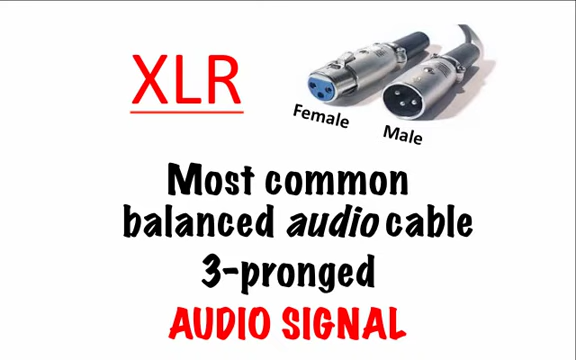 XLR
Female
Male
Most common
balanced audio cable
3-pronged
AUDIO SIGNAL